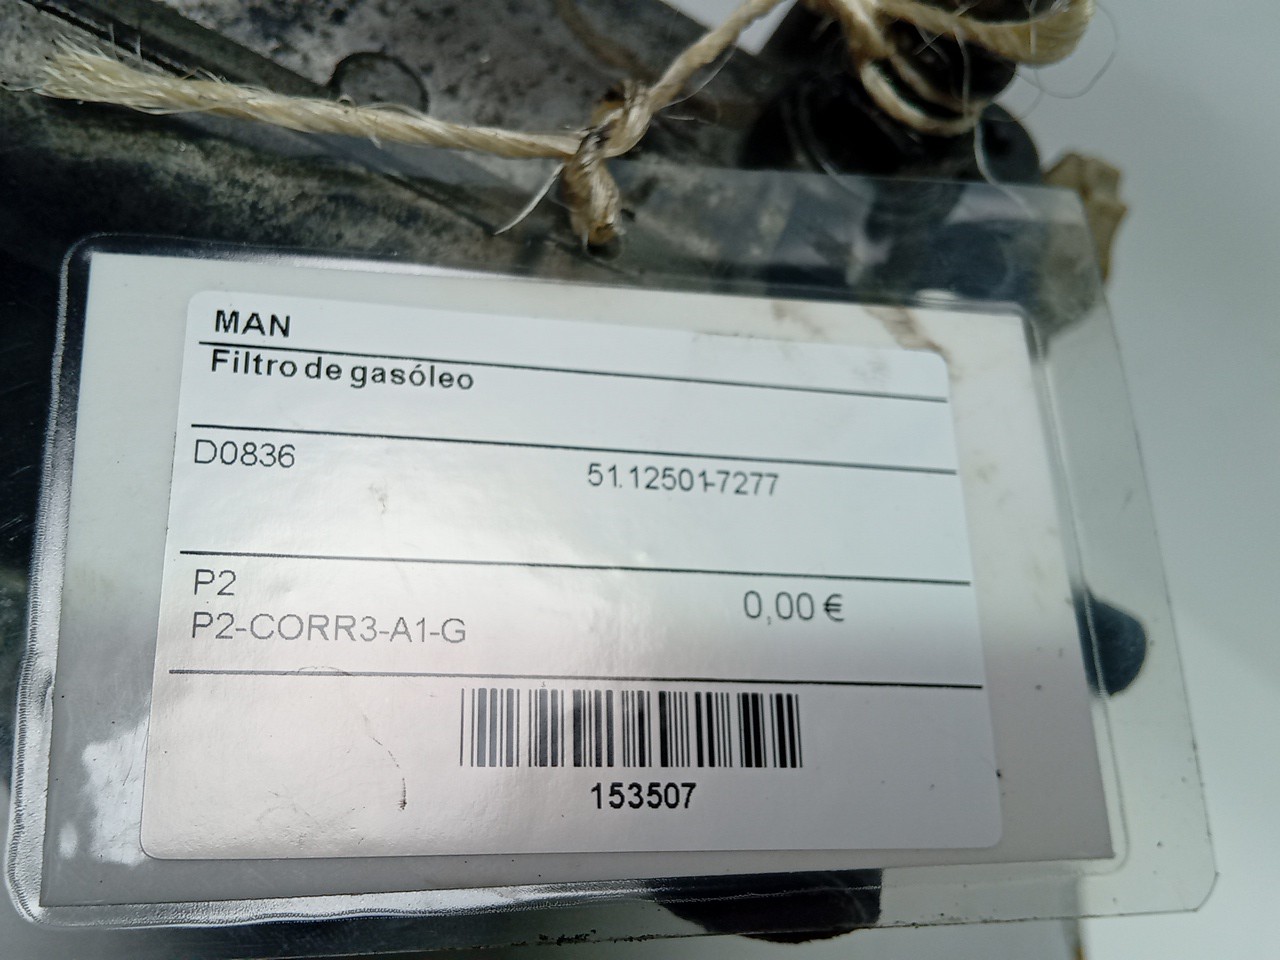 MAN
Filtro de gasóleo
D0836 51.12501-7277
P2 0,00 €
P2-CORR3-A1-G
153507